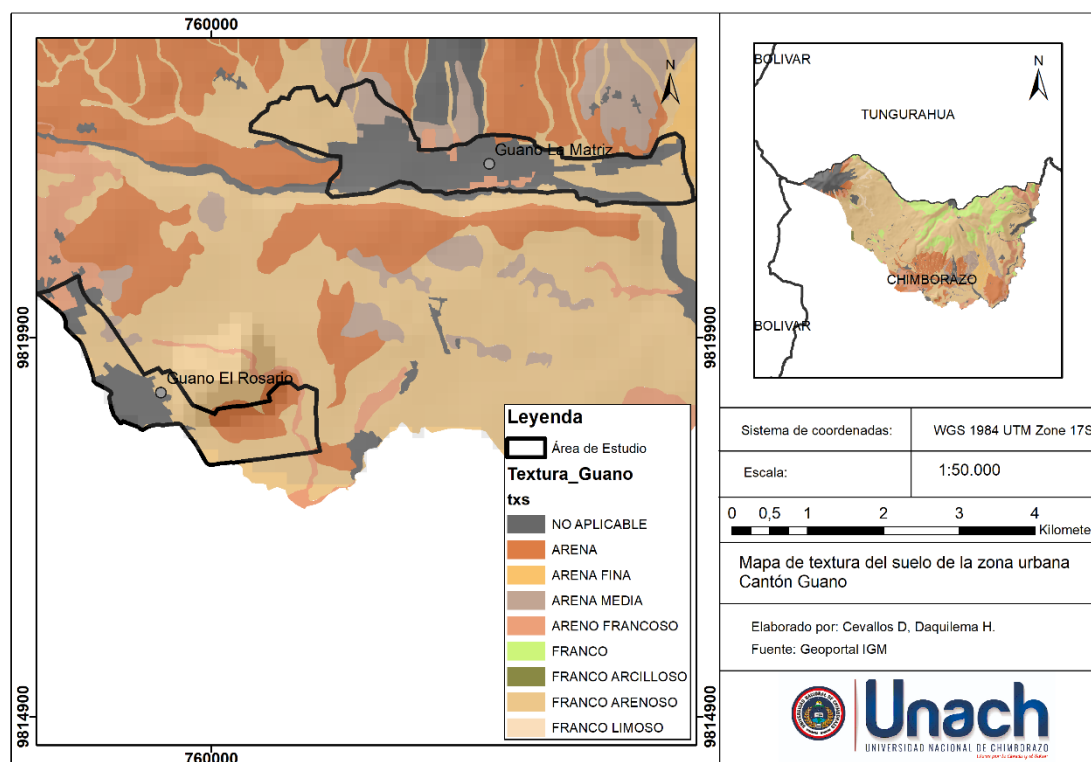 760000
N
Guano La Matriz
9819900
9819900
Guano El Rosario
Leyenda
Área de Estudio
Textura_Guano
txs
NO APLICABLE
ARENA
ARENA FINA
ARENA MEDIA
ARENO FRANCOSO
FRANCO
FRANCO ARCILLOSO
FRANCO ARENOSO
FRANCO LIMOSO
9814900
9814900
760000
BOLIVAR
N
TUNGURAHUA
CHIMBORAZO
BOLIVAR
Sistema de coordenadas:
WGS 1984 UTM Zone 17S
Escala:
1:50.000
0 0,5 1 2 3 4
Kilomete
Mapa de textura del suelo de la zona urbana
Cantón Guano
Elaborado por: Cevallos D, Daquilema H.
Fuente: Geoportal IGM
Unach
UNIVERSIDAD NACIONAL DE CHIMBORAZO